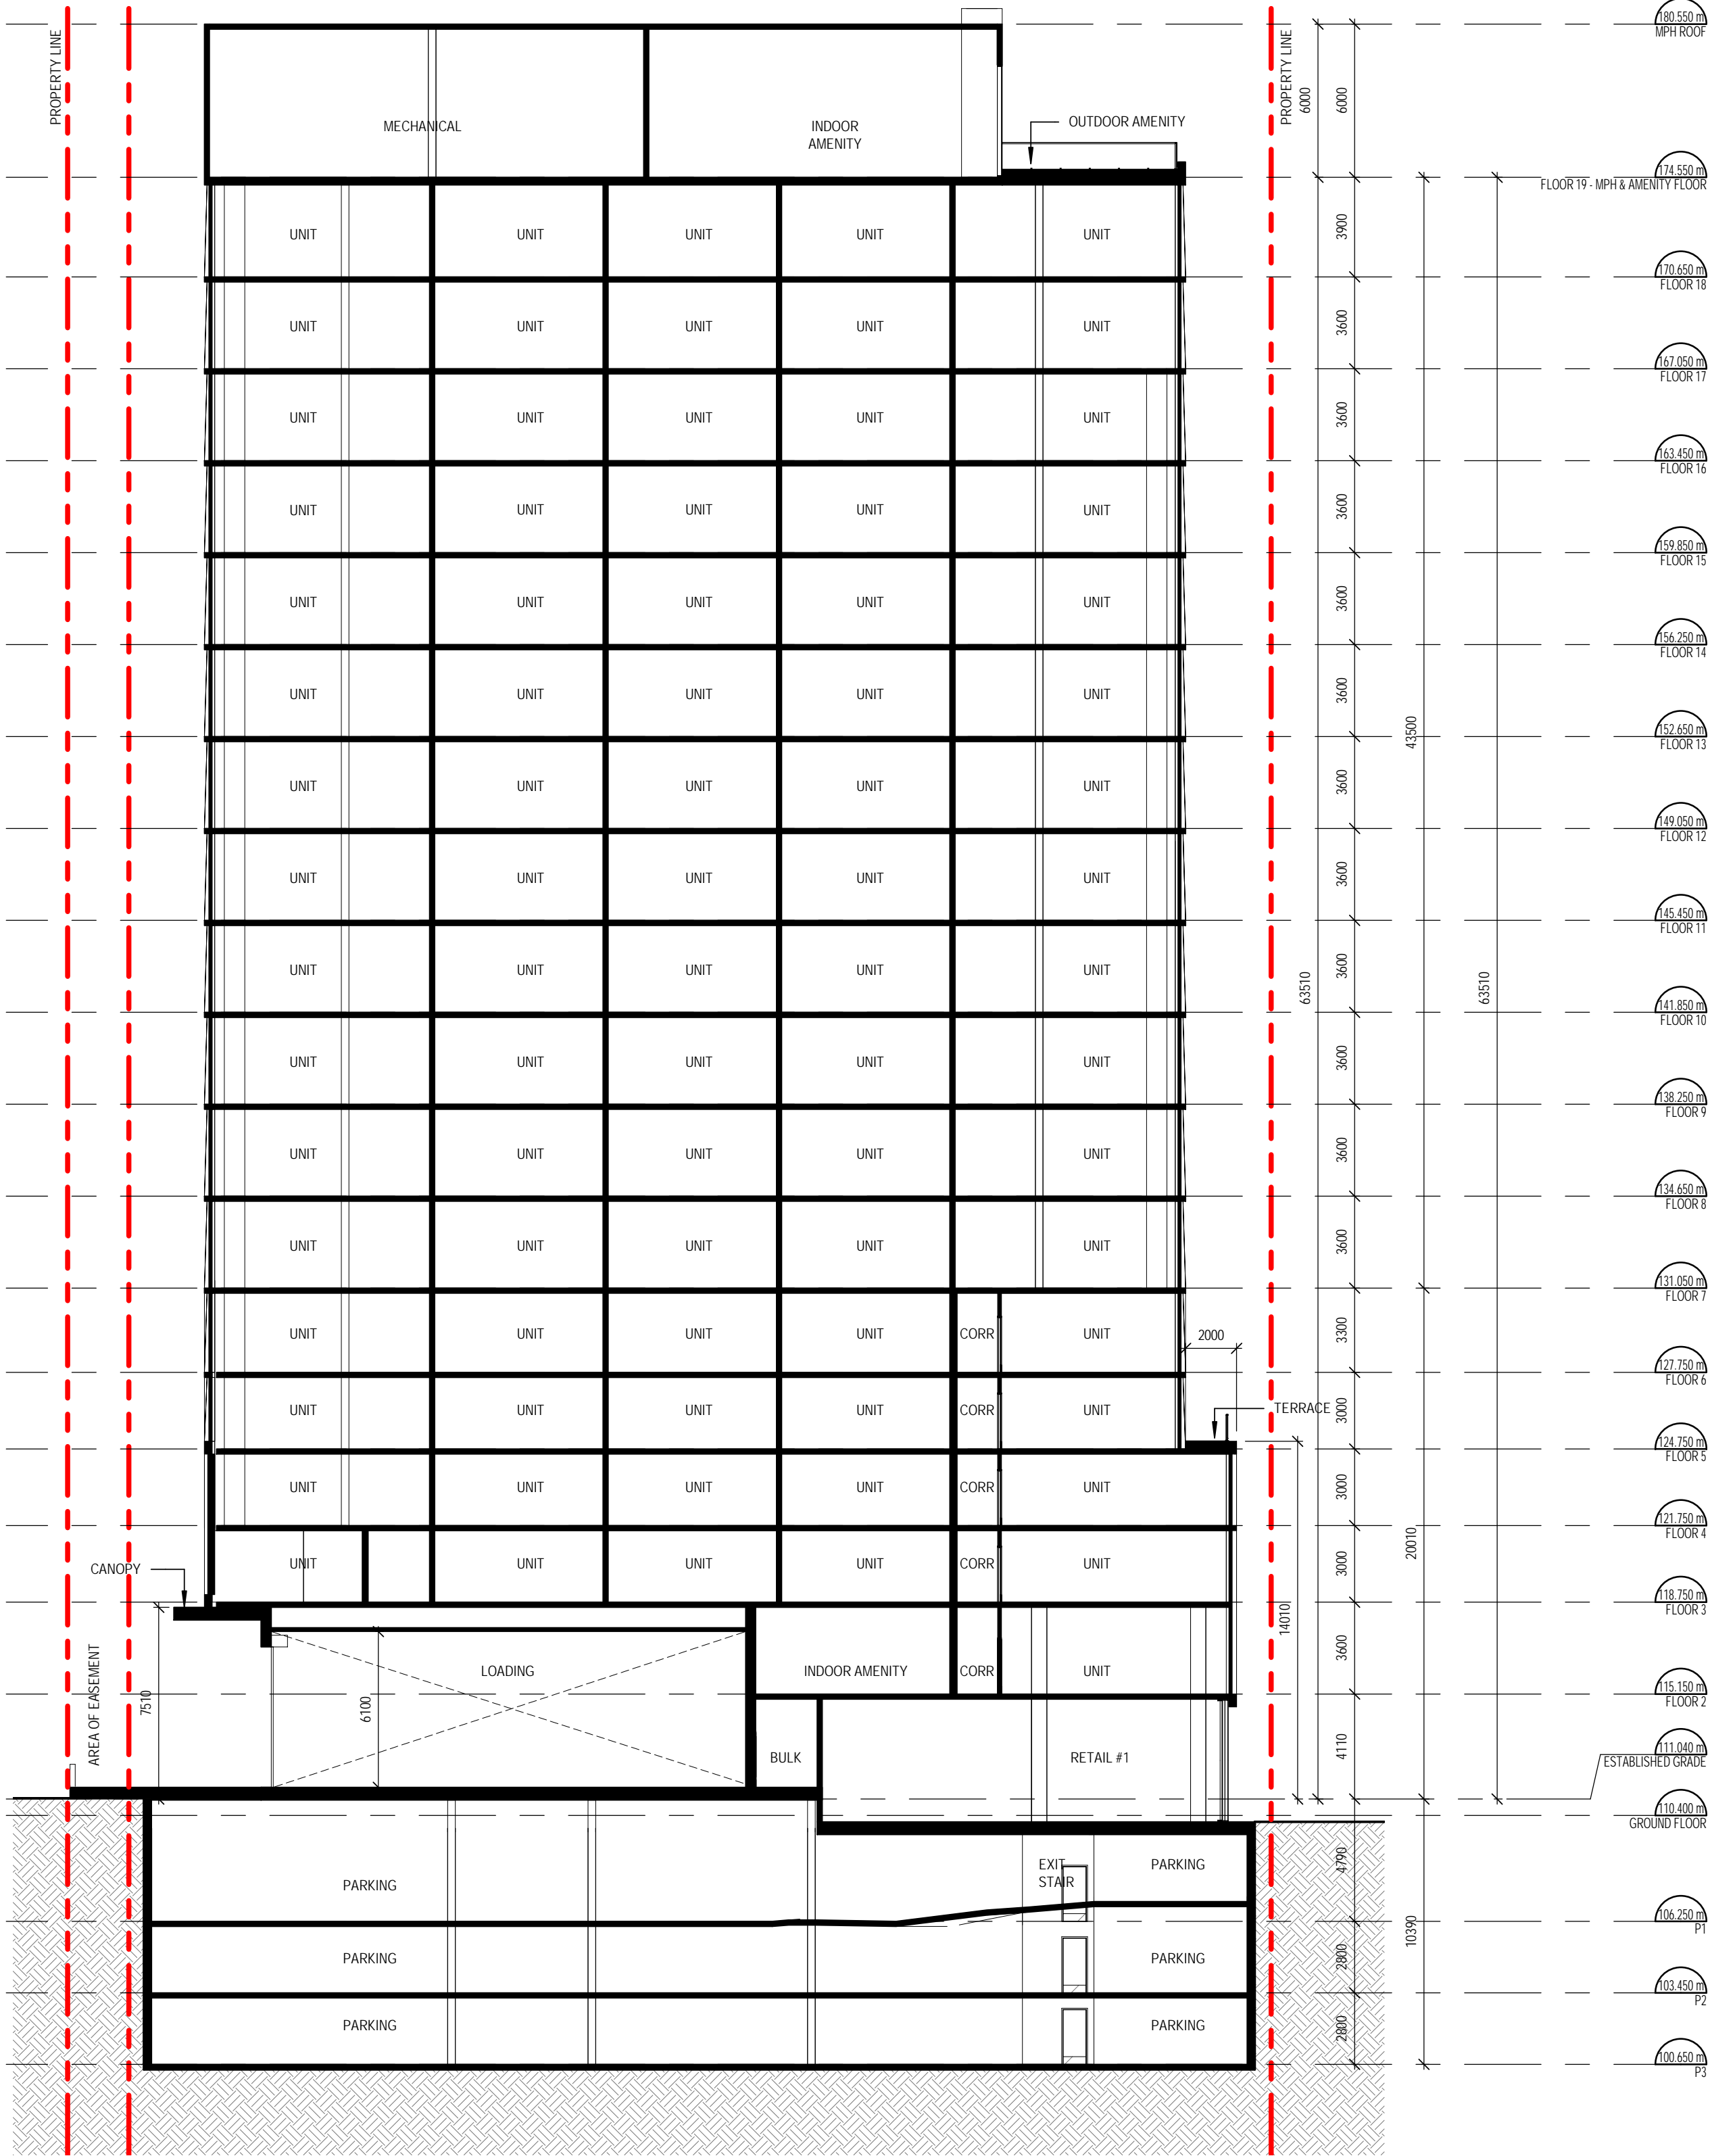 180.550 m
MPH ROOF
PROPERTY LINE
PROPERTY LINE
6000
6000
MECHANICAL
INDOOR
AMENITY
OUTDOOR AMENITY
174.550 m
FLOOR 19 - MPH & AMENITY FLOOR
UNIT UNIT UNIT UNIT UNIT
3900
170.650 m
FLOOR 18
UNIT UNIT UNIT UNIT UNIT
3600
167.050 m
FLOOR 17
UNIT UNIT UNIT UNIT UNIT
3600
163.450 m
FLOOR 16
UNIT UNIT UNIT UNIT UNIT
3600
159.850 m
FLOOR 15
UNIT UNIT UNIT UNIT UNIT
3600
156.250 m
FLOOR 14
UNIT UNIT UNIT UNIT UNIT
3600
43500
152.650 m
FLOOR 13
UNIT UNIT UNIT UNIT UNIT
3600
149.050 m
FLOOR 12
UNIT UNIT UNIT UNIT UNIT
3600
145.450 m
FLOOR 11
UNIT UNIT UNIT UNIT UNIT
3600
63510
63510
141.850 m
FLOOR 10
UNIT UNIT UNIT UNIT UNIT
3600
138.250 m
FLOOR 9
UNIT UNIT UNIT UNIT UNIT
3600
134.650 m
FLOOR 8
UNIT UNIT UNIT UNIT UNIT
3600
131.050 m
FLOOR 7
UNIT UNIT UNIT UNIT CORR UNIT
2000
3300
127.750 m
FLOOR 6
UNIT UNIT UNIT UNIT CORR UNIT
TERRACE
3000
124.750 m
FLOOR 5
UNIT UNIT UNIT UNIT CORR UNIT
3000
121.750 m
FLOOR 4
20010
CANOPY
UNIT UNIT UNIT UNIT CORR UNIT
3000
118.750 m
FLOOR 3
14010
AREA OF EASEMENT
7510
6100
LOADING
INDOOR AMENITY
CORR
UNIT
3600
115.150 m
FLOOR 2
BULK
RETAIL #1
4110
111.040 m
ESTABLISHED GRADE
110.400 m
GROUND FLOOR
PARKING
EXIT
STAIR
PARKING
4790
106.250 m
P1
10390
PARKING
PARKING
2800
103.450 m
P2
PARKING
PARKING
2800
100.650 m
P3